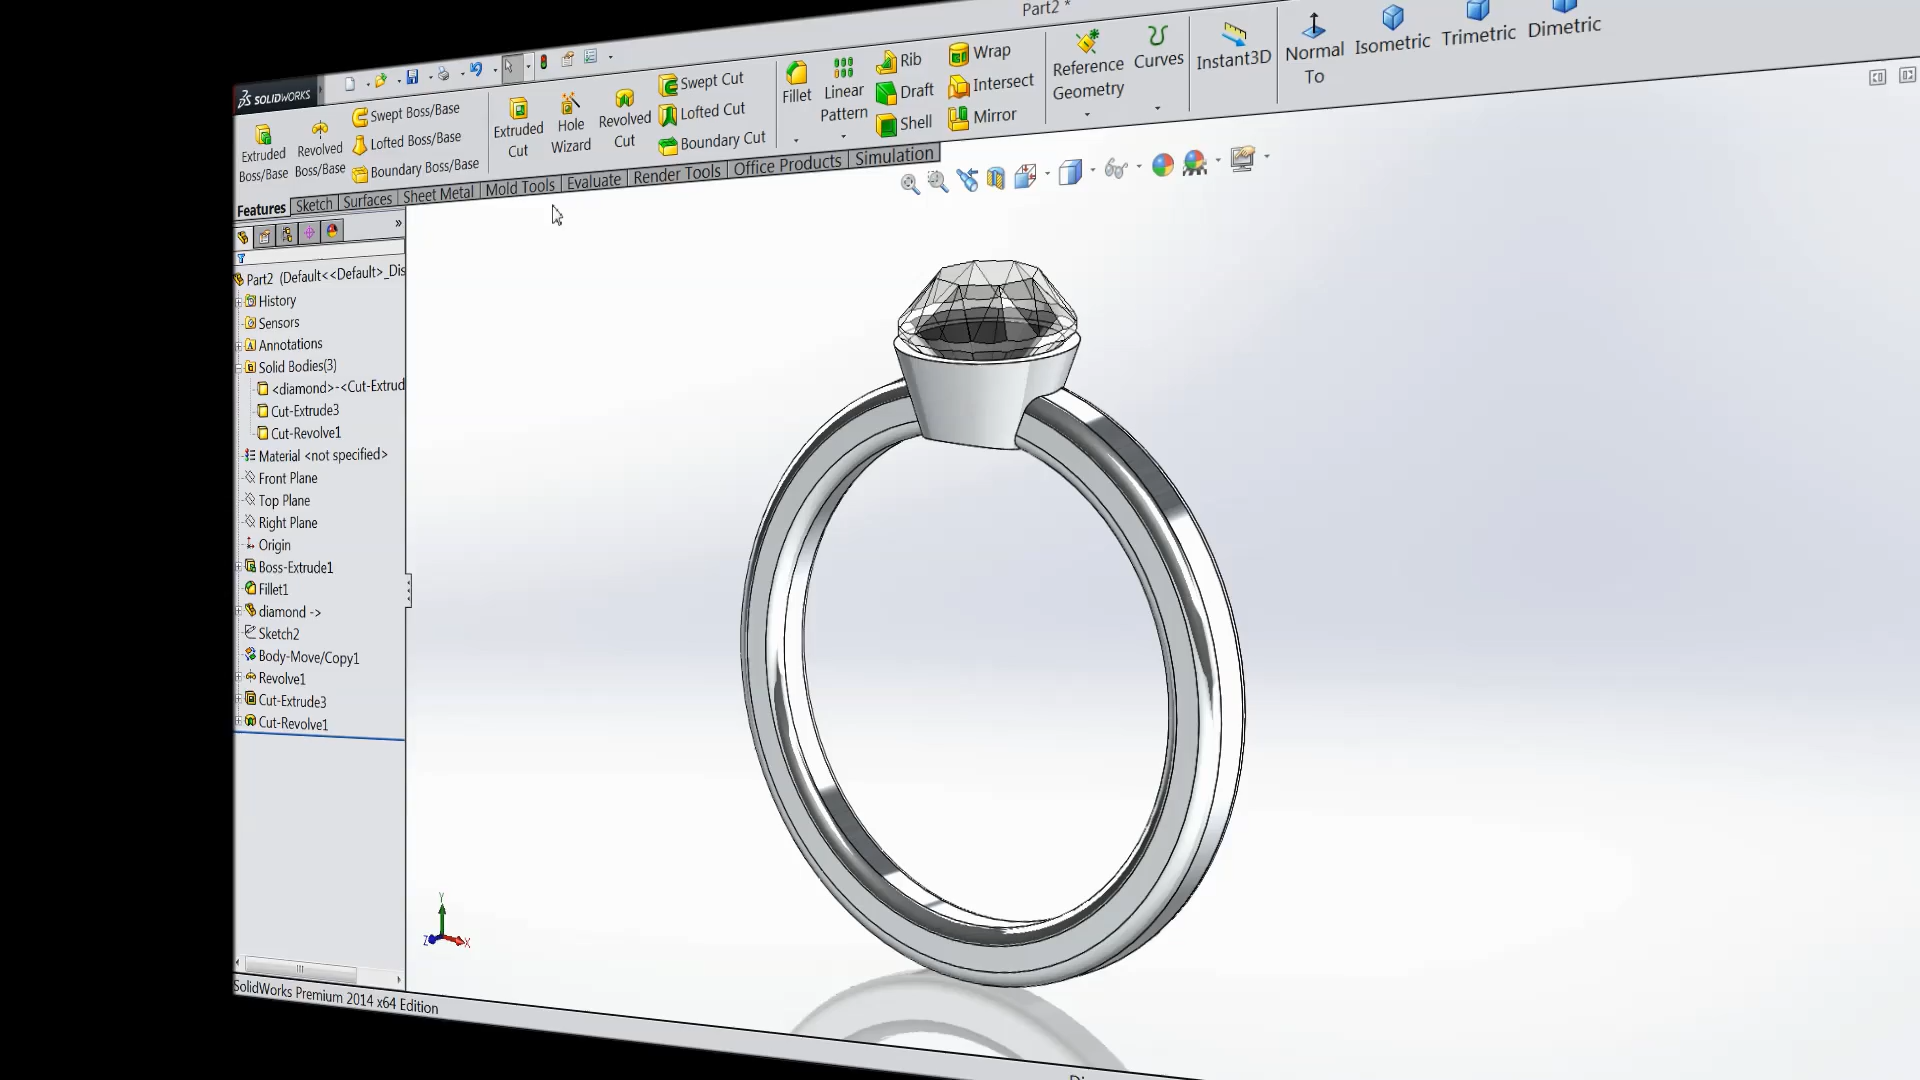 Part2 *
SOLIDWORKS
Extruded
Boss/Base
Revolved
Boss/Base
Swept Boss/Base
Lofted Boss/Base
Boundary Boss/Base
Extruded
Cut
Hole
Wizard
Revolved
Cut
Swept Cut
Lofted Cut
Boundary Cut
Fillet
Linear
Pattern
Rib
Draft
Shell
Wrap
Intersect
Mirror
Reference
Geometry
Curves
Instant3D
Normal
To
Isometric
Trimetric
Dimetric
Features
Sketch
Surfaces
Sheet Metal
Mold Tools
Evaluate
Render Tools
Office Products
Simulation
Part2 (Default<<Default>_Dis
History
Sensors
Annotations
Solid Bodies(3)
<diamond>-<Cut-Extrud
Cut-Extrude3
Cut-Revolve1
Material <not specified>
Front Plane
Top Plane
Right Plane
Origin
Boss-Extrude1
Fillet1
diamond ->
Sketch2
Body-Move/Copy1
Revolve1
Cut-Extrude3
Cut-Revolve1
Y
Z
X
SolidWorks Premium 2014 x64 Edition